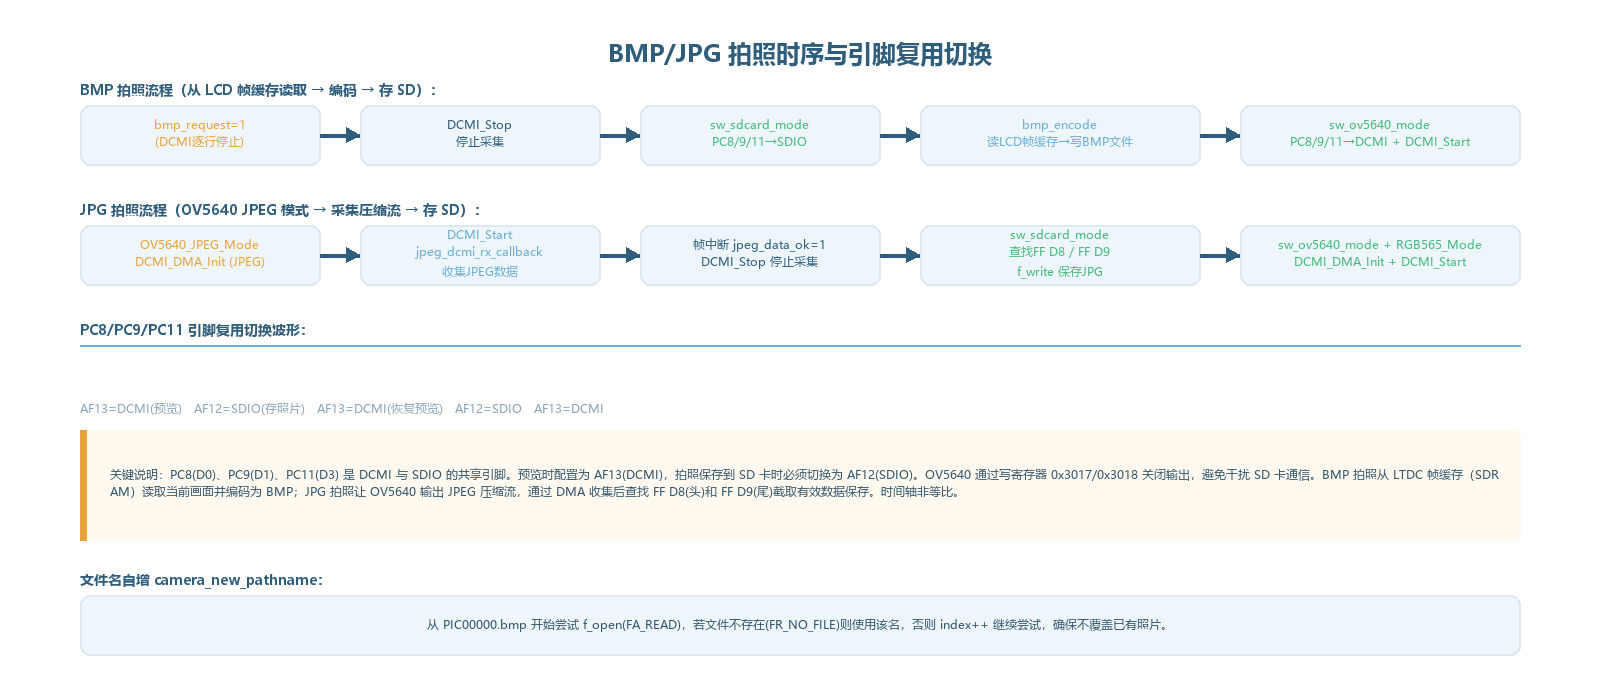 BMP/JPG 拍照时序与引脚复用切换
BMP 拍照流程（从 LCD 帧缓存读取 → 编码 → 存 SD）：
bmp_request=1
(DCMI逐行停止)
DCMI_Stop
停止采集
sw_sdcard_mode
PC8/9/11→SDIO
bmp_encode
读LCD帧缓存→写BMP文件
sw_ov5640_mode
PC8/9/11→DCMI + DCMI_Start
JPG 拍照流程（OV5640 JPEG 模式 → 采集压缩流 → 存 SD）：
OV5640_JPEG_Mode
DCMI_DMA_Init (JPEG)
DCMI_Start
jpeg_dcmi_rx_callback
收集JPEG数据
帧中断 jpeg_data_ok=1
DCMI_Stop 停止采集
sw_sdcard_mode
查找FF D8 / FF D9
f_write 保存JPG
sw_ov5640_mode + RGB565_Mode
DCMI_DMA_Init + DCMI_Start
PC8/PC9/PC11 引脚复用切换波形：
AF13=DCMI(预览) AF12=SDIO(存照片) AF13=DCMI(恢复预览) AF12=SDIO AF13=DCMI
关键说明：PC8(D0)、PC9(D1)、PC11(D3) 是 DCMI 与 SDIO 的共享引脚。预览时配置为 AF13(DCMI)，拍照保存到 SD 卡时必须切换为 AF12(SDIO)。OV5640 通过写寄存器 0x3017/0x3018 关闭输出，避免干扰 SD 卡通信。BMP 拍照从 LTDC 帧缓存（SDR
AM）读取当前画面并编码为 BMP；JPG 拍照让 OV5640 输出 JPEG 压缩流，通过 DMA 收集后查找 FF D8(头)和 FF D9(尾)截取有效数据保存。时间轴非等比。
文件名自增 camera_new_pathname：
从 PIC00000.bmp 开始尝试 f_open(FA_READ)，若文件不存在(FR_NO_FILE)则使用该名，否则 index++ 继续尝试，确保不覆盖已有照片。